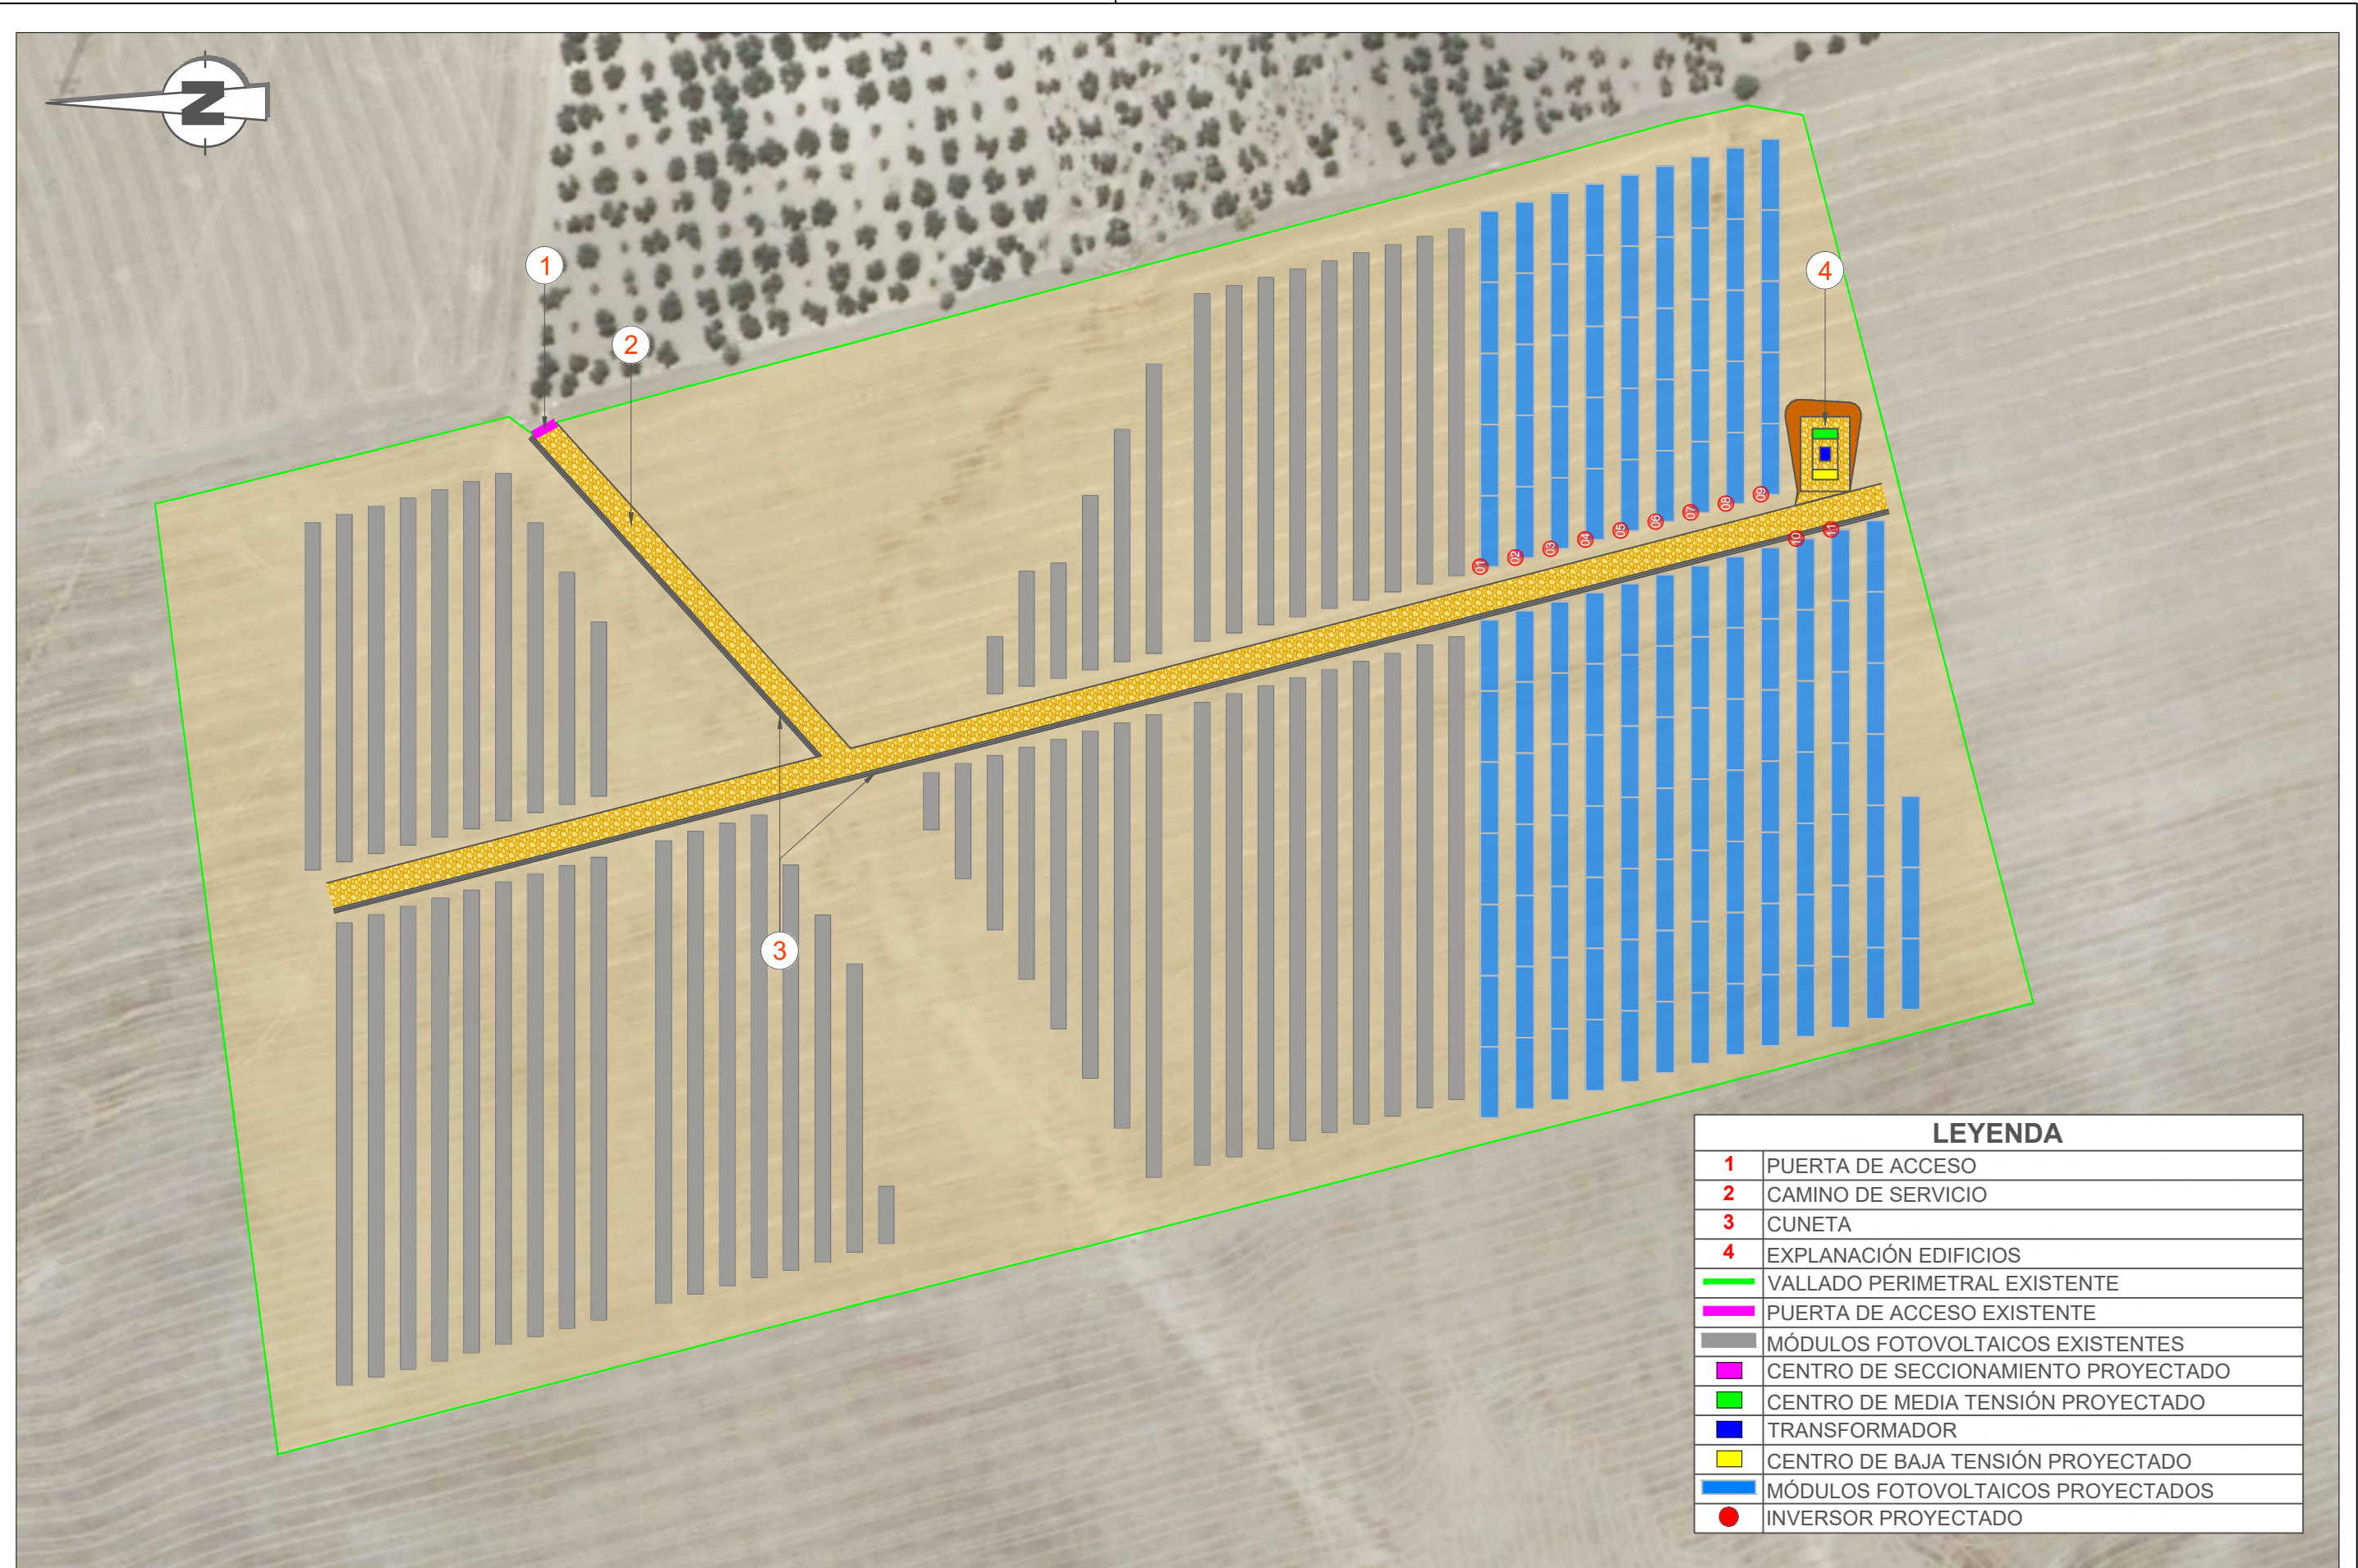 N
1
4
2
09
08
07
06
05
04
03
02
01
11
10
3
LEYENDA
1 PUERTA DE ACCESO
2 CAMINO DE SERVICIO
3 CUNETA
4 EXPLANACIÓN EDIFICIOS
VALLADO PERIMETRAL EXISTENTE
PUERTA DE ACCESO EXISTENTE
MÓDULOS FOTOVOLTAICOS EXISTENTES
CENTRO DE SECCIONAMIENTO PROYECTADO
CENTRO DE MEDIA TENSIÓN PROYECTADO
TRANSFORMADOR
CENTRO DE BAJA TENSIÓN PROYECTADO
MÓDULOS FOTOVOLTAICOS PROYECTADOS
INVERSOR PROYECTADO